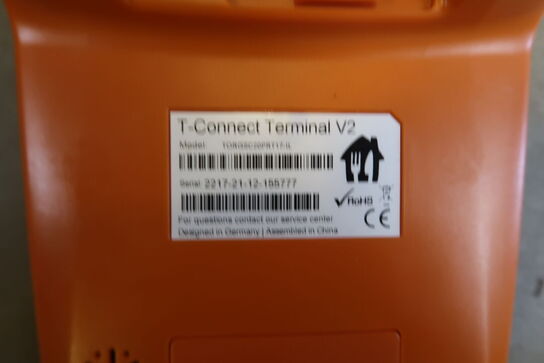 T-Connect Terminal V2
Model:
Serial: 2217-21-12-155777
RoHS
For questions contact our service center
CE
Designed in Germany | Assembled in China